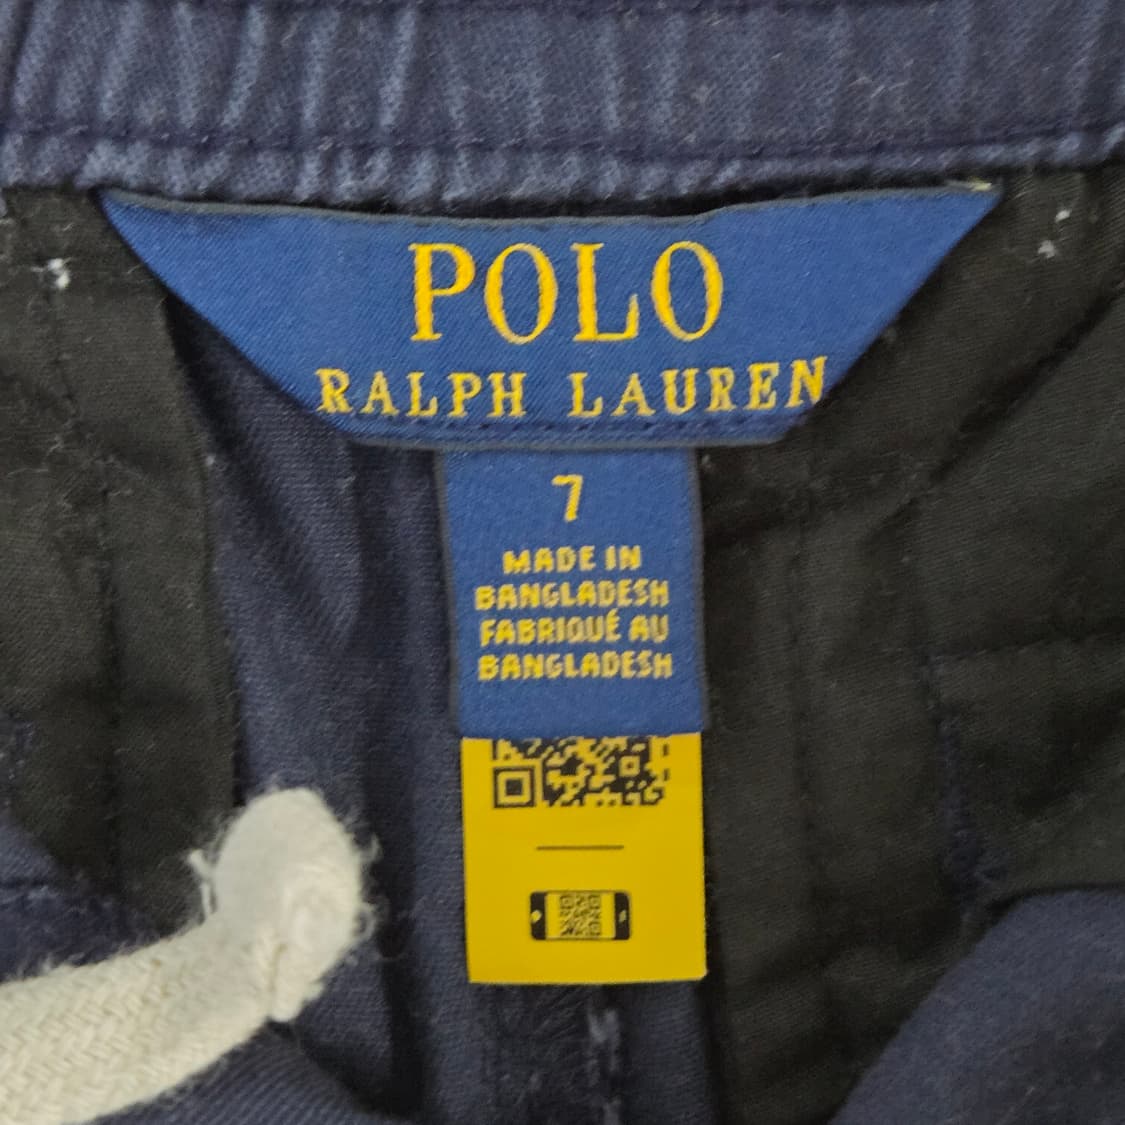 POLO
RALPH LAUREN
7
MADE IN
BANGLADESH
FABRIQUÉ AU
BANGLADESH